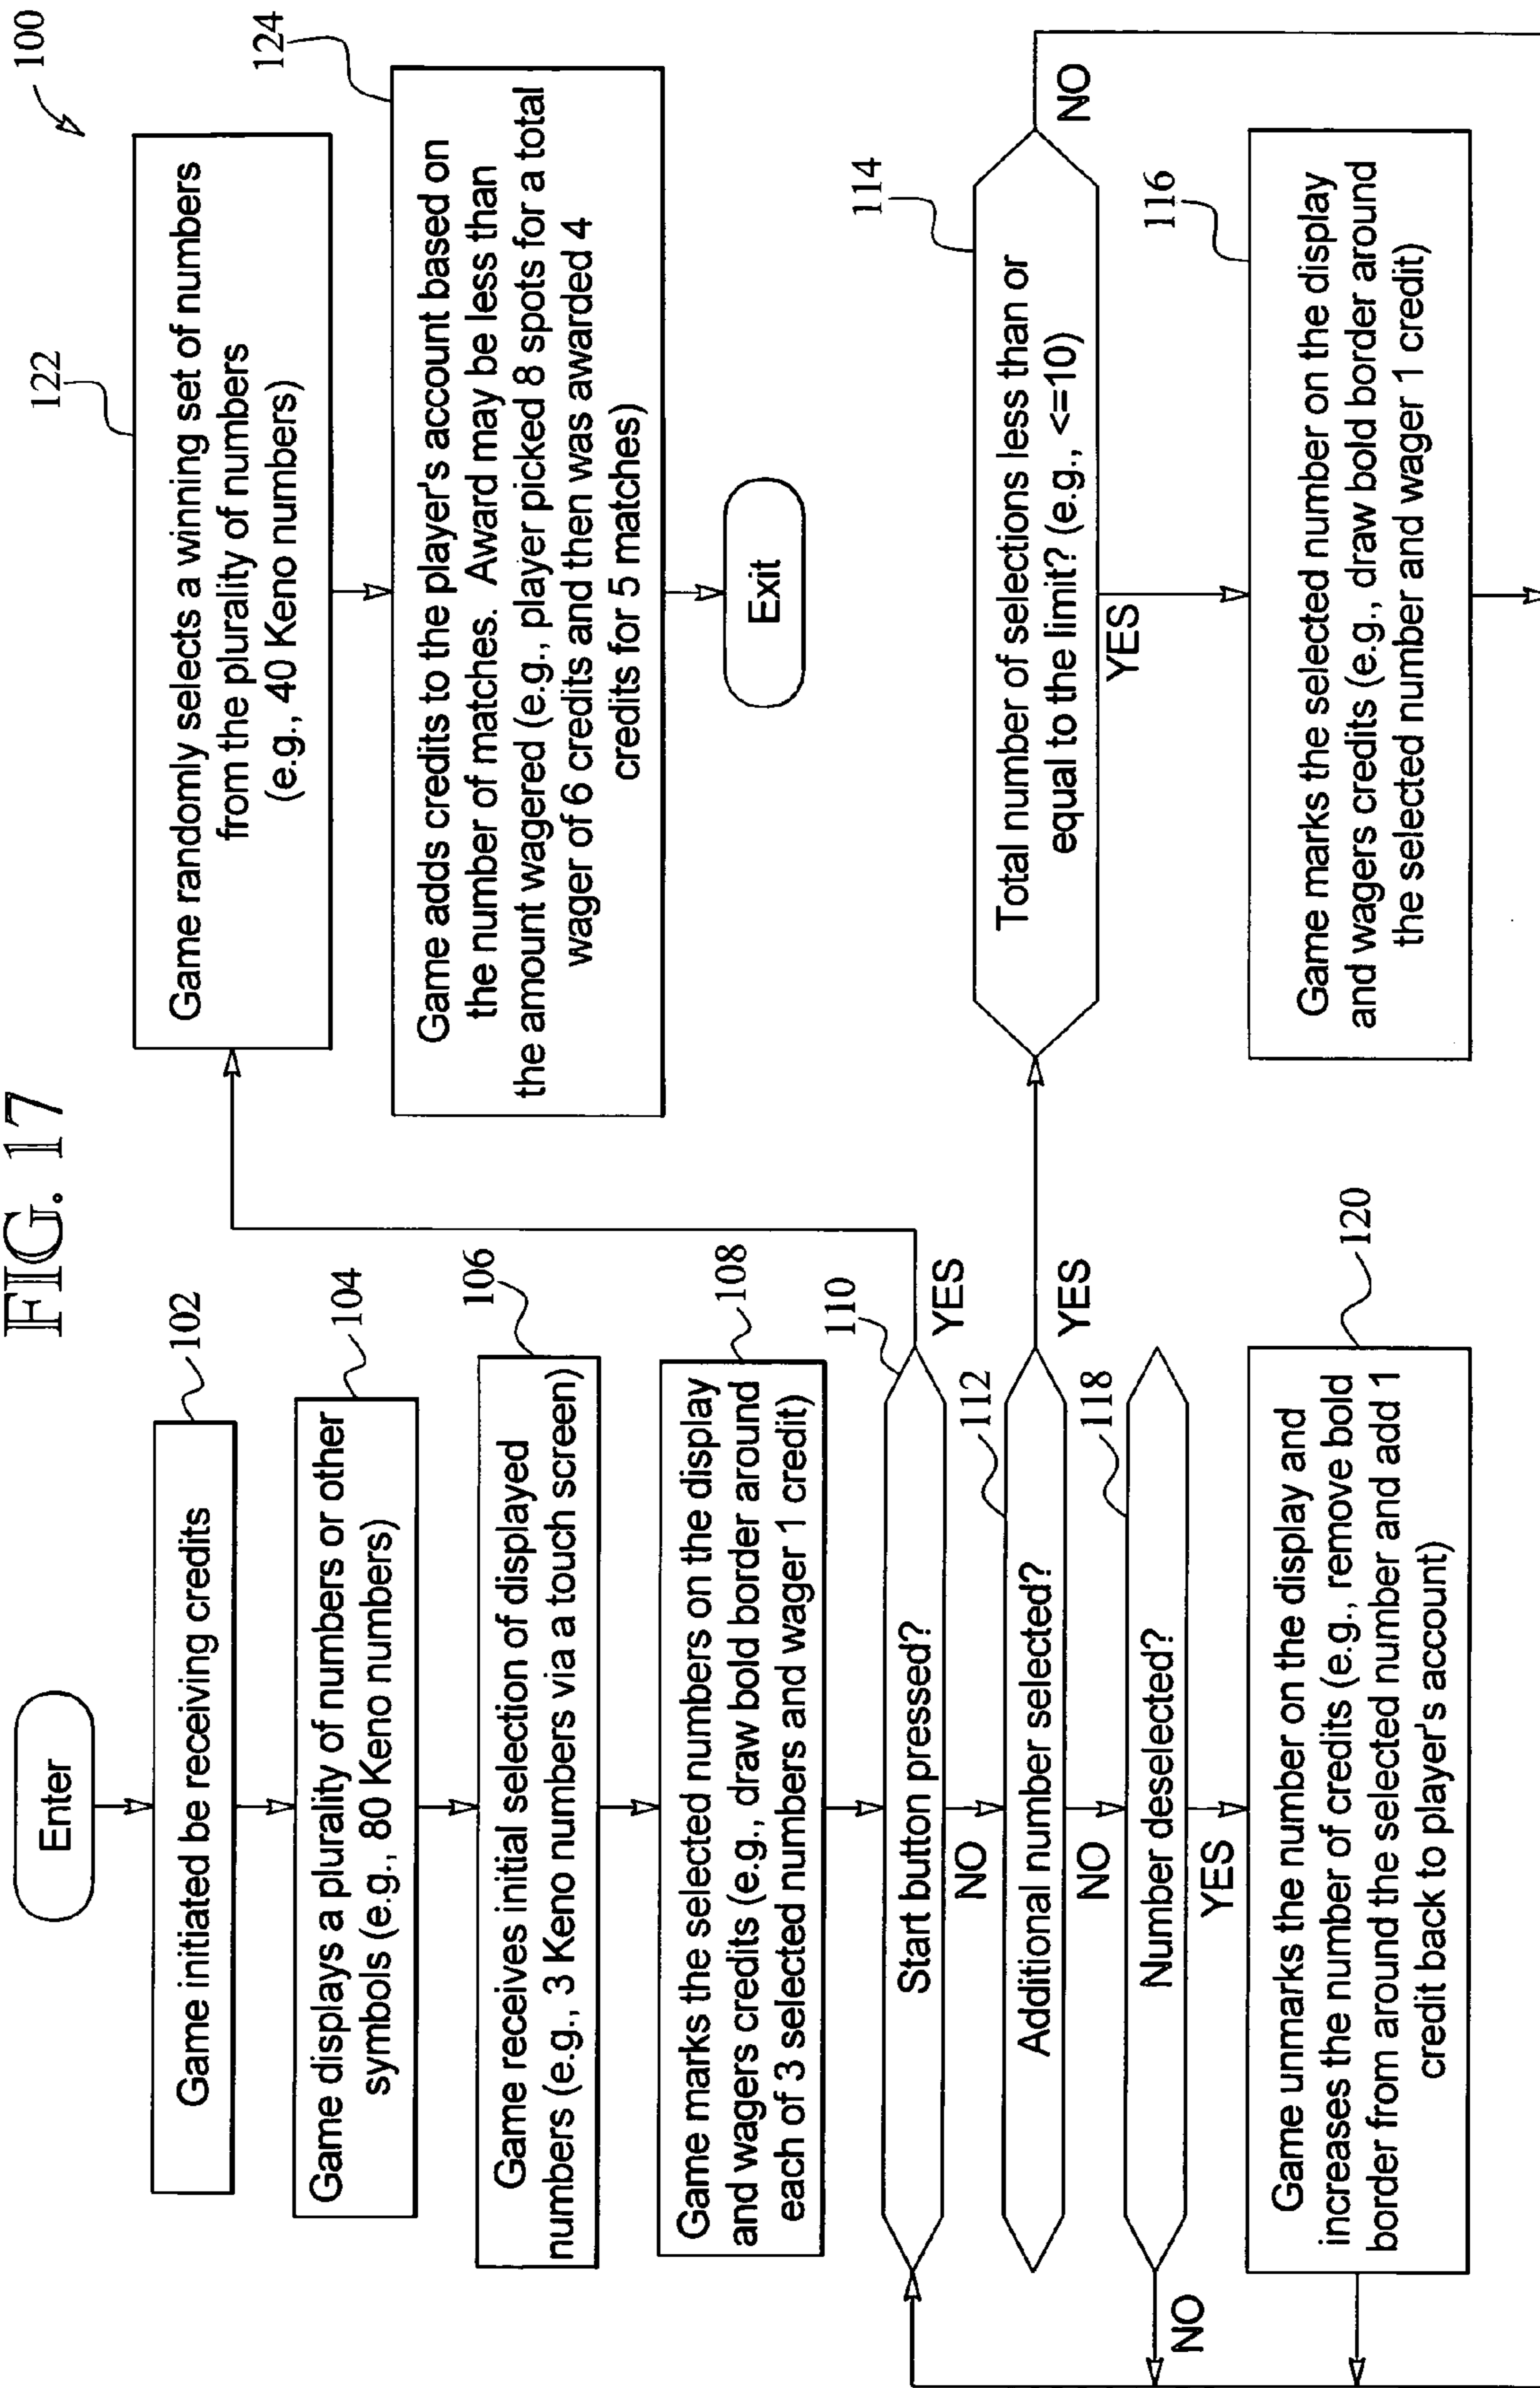 FIG. 17
100
Enter
Game initiated be receiving credits
102
Game displays a plurality of numbers or other
symbols (e.g., 80 Keno numbers)
104
Game receives initial selection of displayed
numbers (e.g., 3 Keno numbers via a touch screen)
106
Game marks the selected numbers on the display
and wagers credits (e.g., draw bold border around
each of 3 selected numbers and wager 1 credit)
108
Start button pressed?
110
YES
NO
Additional number selected?
112
YES
NO
Number deselected?
118
NO
YES
Game unmarks the number on the display and
increases the number of credits (e.g., remove bold
border from around the selected number and add 1
credit back to player's account)
120
Game randomly selects a winning set of numbers
from the plurality of numbers
(e.g., 40 Keno numbers)
122
Game adds credits to the player's account based on
the number of matches. Award may be less than
the amount wagered (e.g., player picked 8 spots for a total
wager of 6 credits and then was awarded 4
credits for 5 matches)
124
Exit
Total number of selections less than or
equal to the limit? (e.g., <=10)
114
NO
YES
Game marks the selected number on the display
and wagers credits (e.g., draw bold border around
the selected number and wager 1 credit)
116